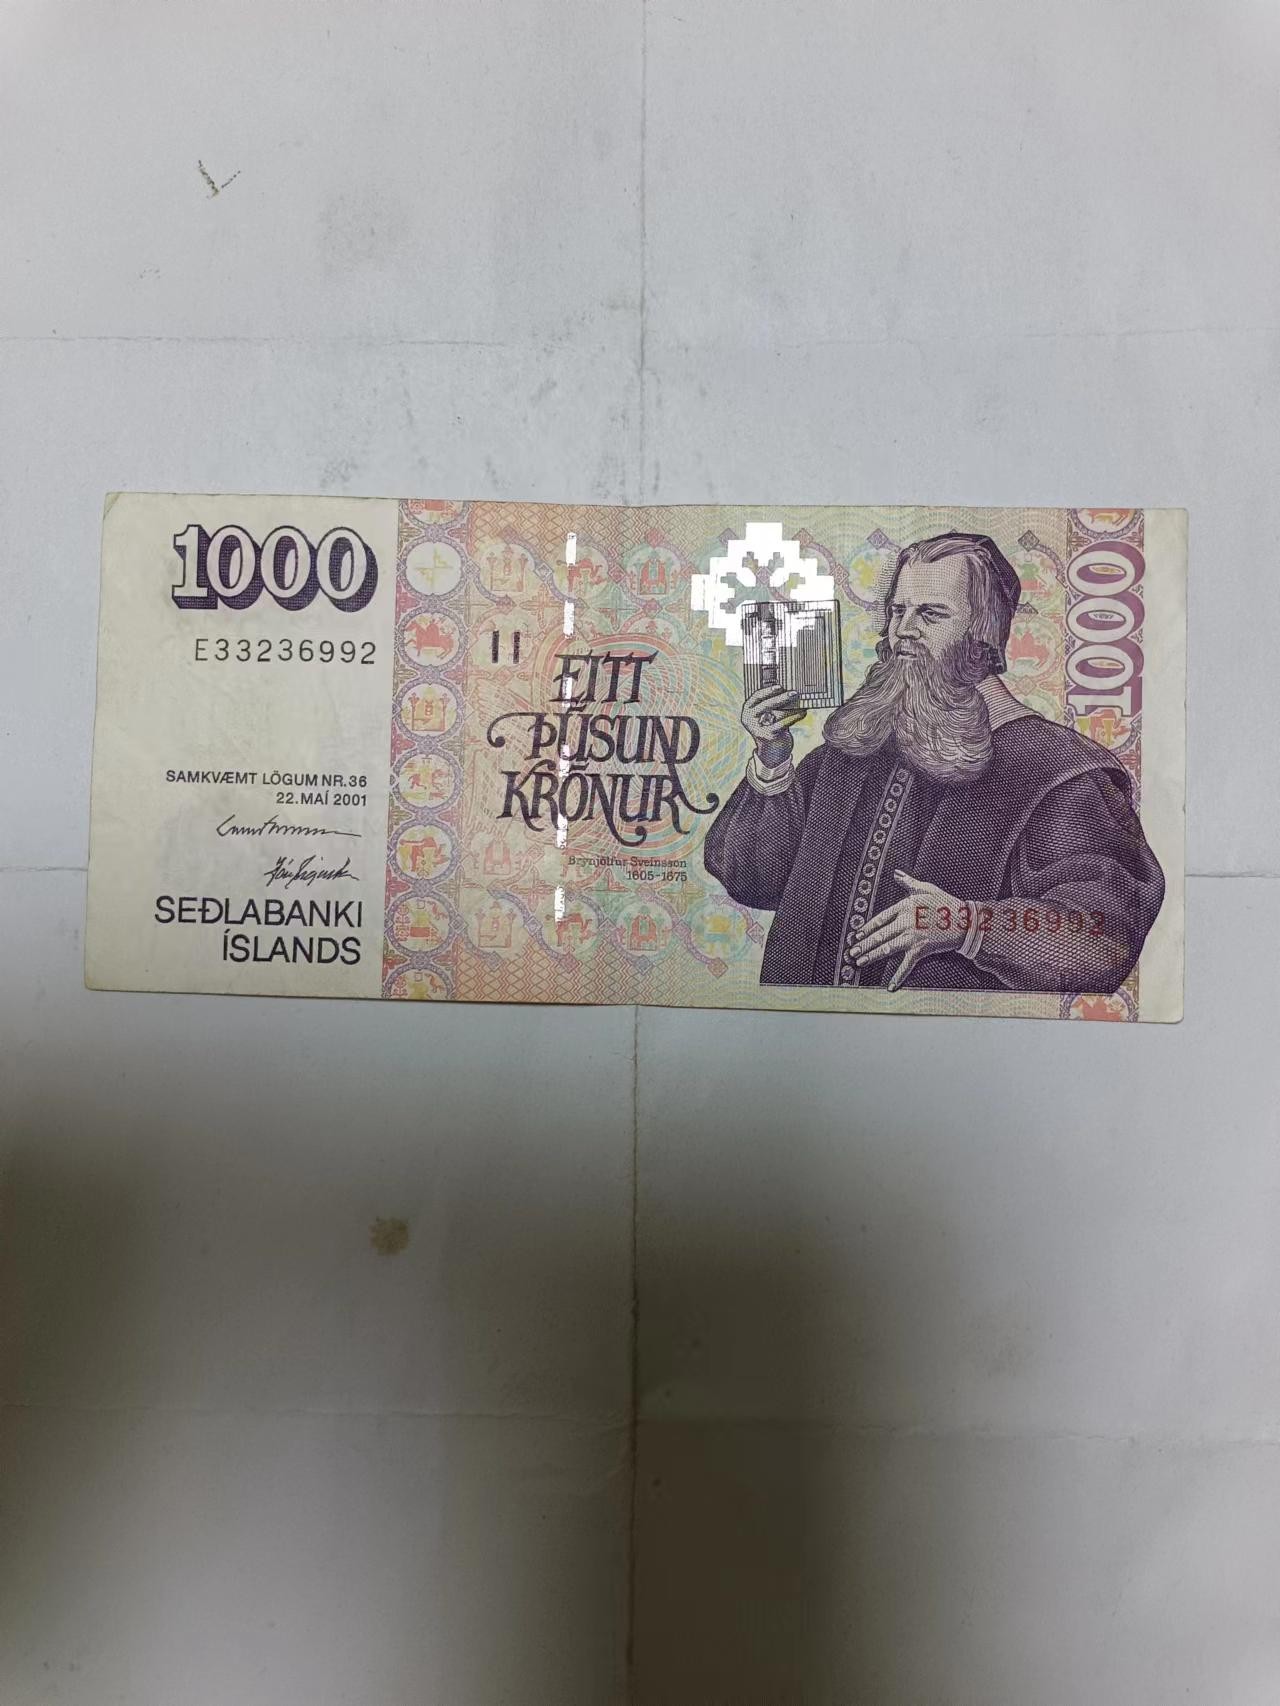 1000
E33236992
SAMKVÆMT LÖGUM NR.36
22.MAÍ 2001
SEÐLABANKI
ÍSLANDS
EITT
ÞÚSUND
KRÓNUR
Brynjólfur Sveinsson
1605-1675
1000
E33236992